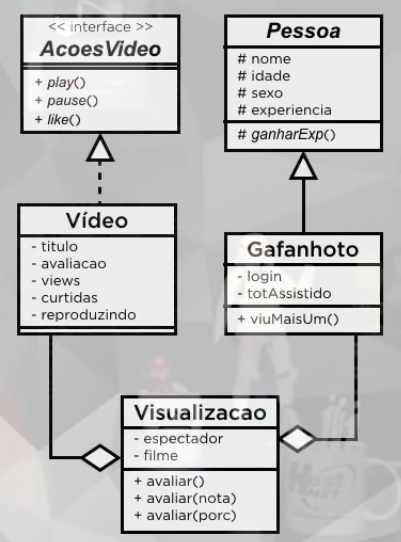 << interface >>
AcoesVideo
+ play()
+ pause()
+ like()
Pessoa
# nome
# idade
# sexo
# experiencia
# ganharExp()
Vídeo
- titulo
- avaliacao
- views
- curtidas
- reproduzindo
Gafanhoto
- login
- totAssistido
+ viuMaisUm()
Visualizacao
- espectador
- filme
+ avaliar()
+ avaliar(nota)
+ avaliar(porc)